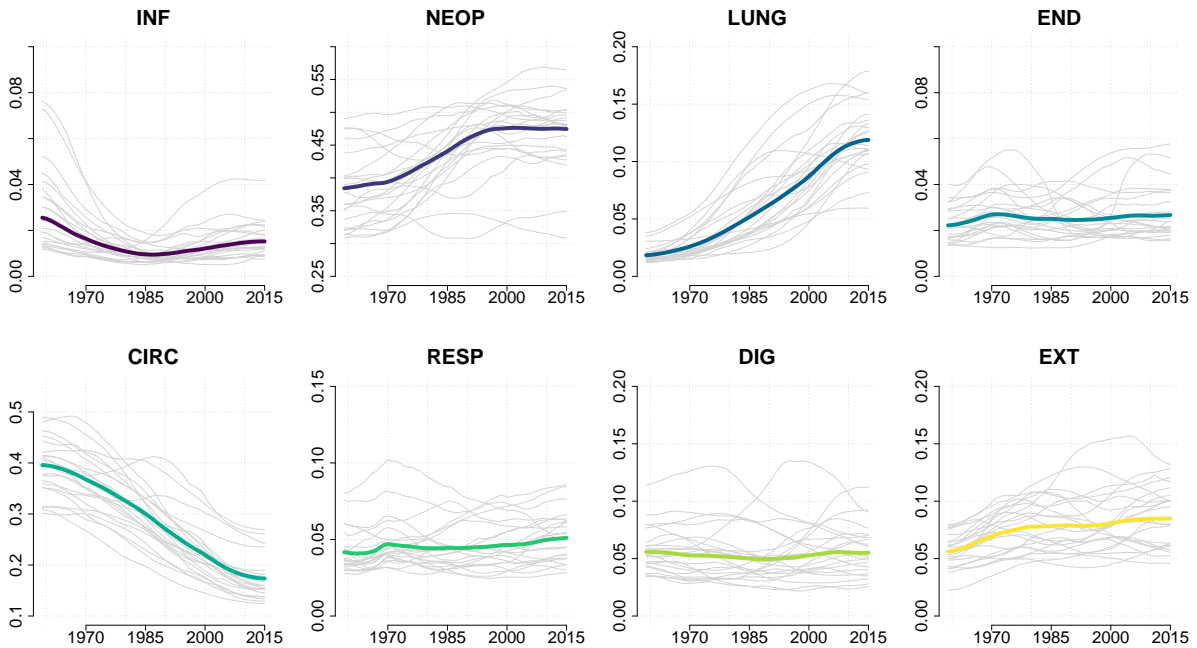 INF NEOP LUNG END
0.00 0.04 0.08 0.25 0.35 0.45 0.55 0.00 0.05 0.10 0.15 0.20 0.00 0.04 0.08
1970 1985 2000 2015 1970 1985 2000 2015 1970 1985 2000 2015 1970 1985 2000 2015
CIRC RESP DIG EXT
0.1 0.2 0.3 0.4 0.5 0.00 0.05 0.10 0.15 0.00 0.05 0.10 0.15 0.20 0.00 0.05 0.10 0.15 0.20
1970 1985 2000 2015 1970 1985 2000 2015 1970 1985 2000 2015 1970 1985 2000 2015